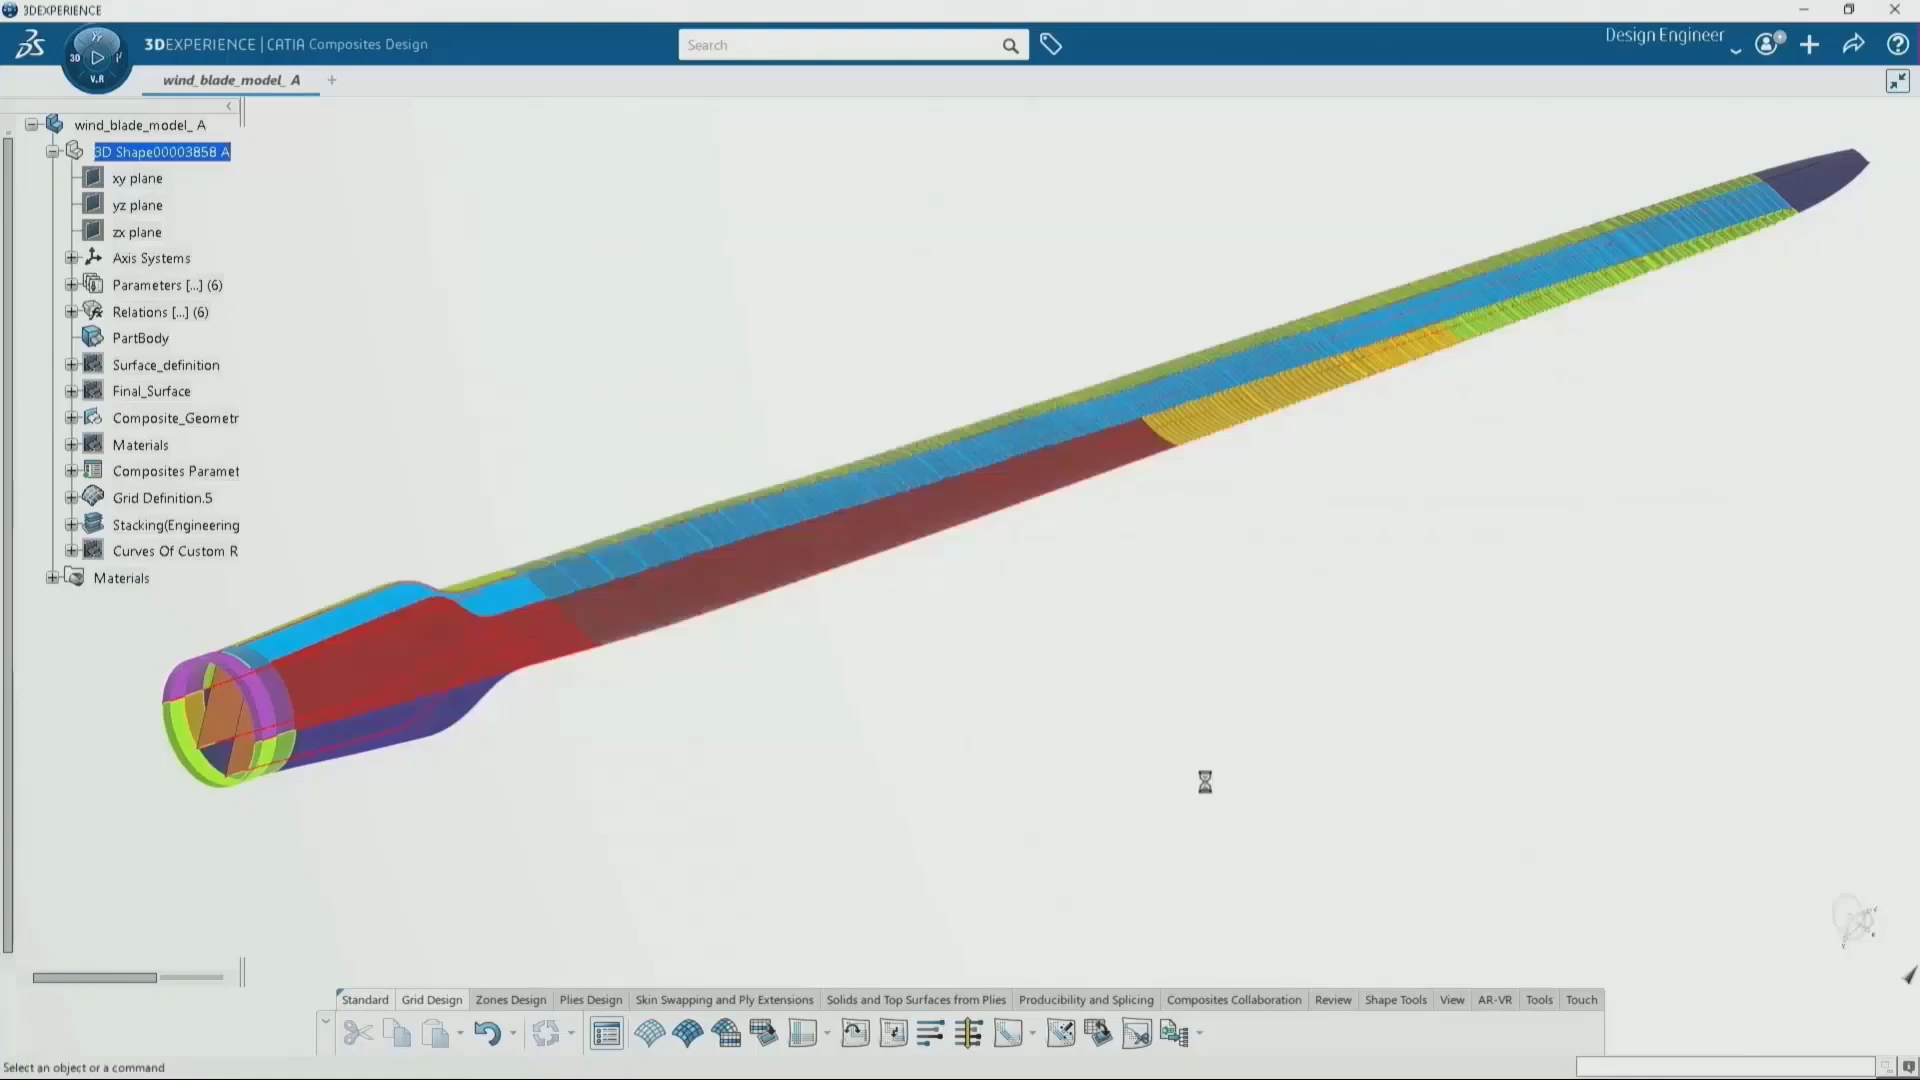 3DEXPERIENCE
3DEXPERIENCE | CATIA Composites Design
Search
Design Engineer
3D
V.R
wind_blade_model_ A
wind_blade_model_ A
3D Shape00003858 A
xy plane
yz plane
zx plane
Axis Systems
Parameters [...] (6)
Relations [...] (6)
PartBody
Surface_definition
Final_Surface
Composite_Geometr
Materials
Composites Paramet
Grid Definition.5
Stacking(Engineering
Curves Of Custom R
Materials
Standard Grid Design Zones Design Plies Design Skin Swapping and Ply Extensions Solids and Top Surfaces from Plies Producibility and Splicing Composites Collaboration Review Shape Tools View AR-VR Tools Touch
Select an object or a command